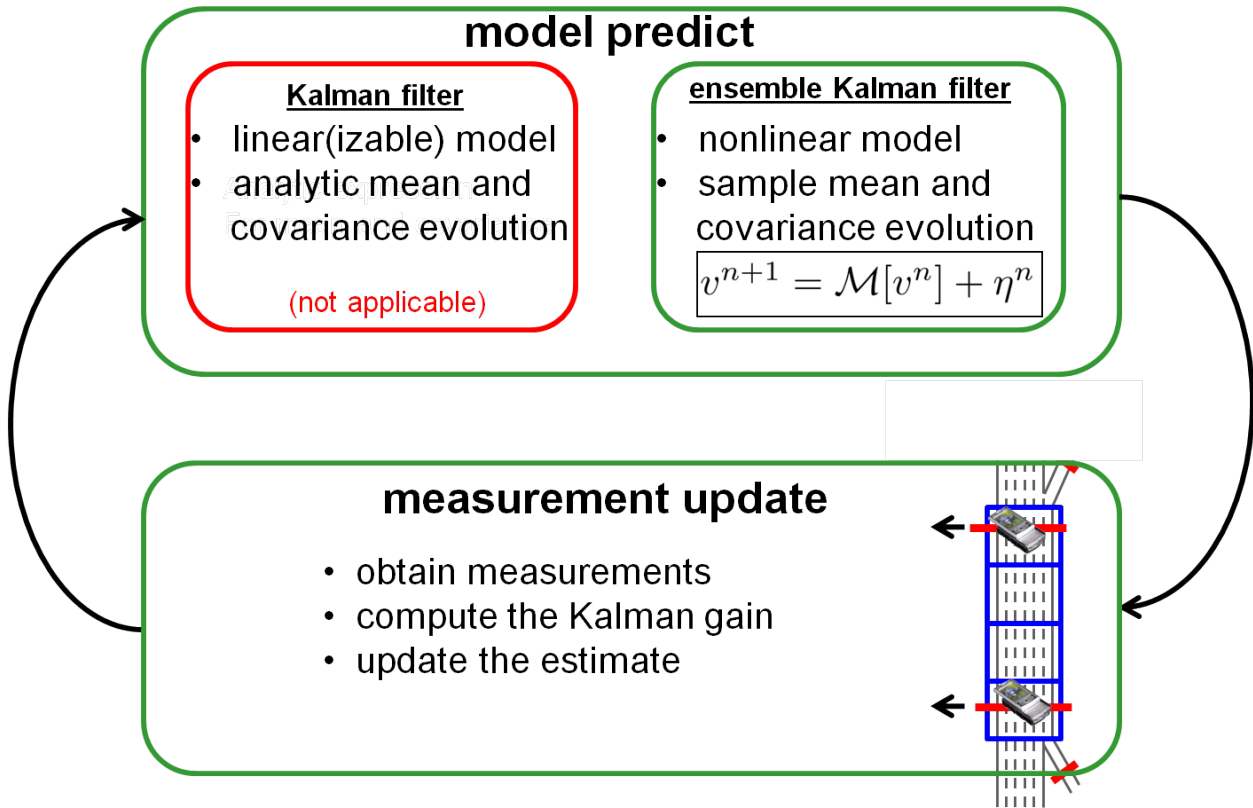 model predict
Kalman filter
• linear(izable) model
• analytic mean and
covariance evolution
(not applicable)
ensemble Kalman filter
• nonlinear model
• sample mean and
covariance evolution
v^{n+1} = \mathcal{M}[v^n] + η^n
measurement update
• obtain measurements
• compute the Kalman gain
• update the estimate